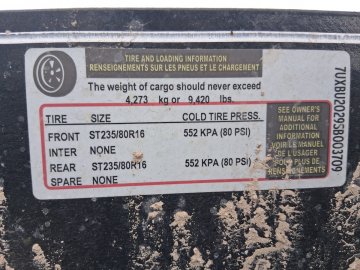 TIRE AND LOADING INFORMATION
RENSEIGNEMENTS SUR LES PNEUS ET LE CHARGEMENT
The weight of cargo should never exceed
4,273 kg or 9,420 lbs.
TIRE SIZE COLD TIRE PRESS.
FRONT ST235/80R16 552 KPA (80 PSI)
INTER NONE
REAR ST235/80R16 552 KPA (80 PSI)
SPARE NONE
SEE OWNER'S
MANUAL FOR
ADDITIONAL
INFORMATION
VOIR LE MANUEL
DE L'USAGER
POUR PLUS DE
RENSEIGNEMENTS